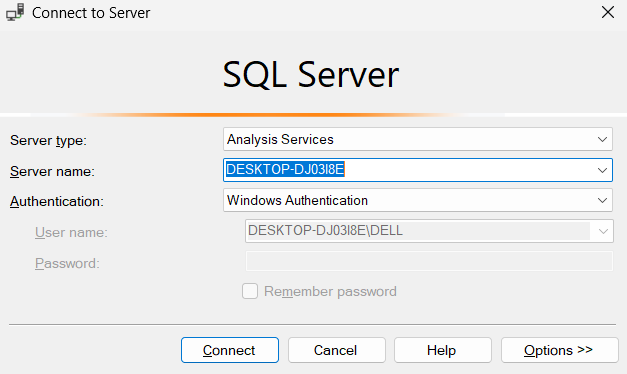 Connect to Server
SQL Server
Server type: Analysis Services
Server name: DESKTOP-DJ03I8E
Authentication: Windows Authentication
User name: DESKTOP-DJ03I8E\DELL
Password:
Remember password
Connect Cancel Help Options >>